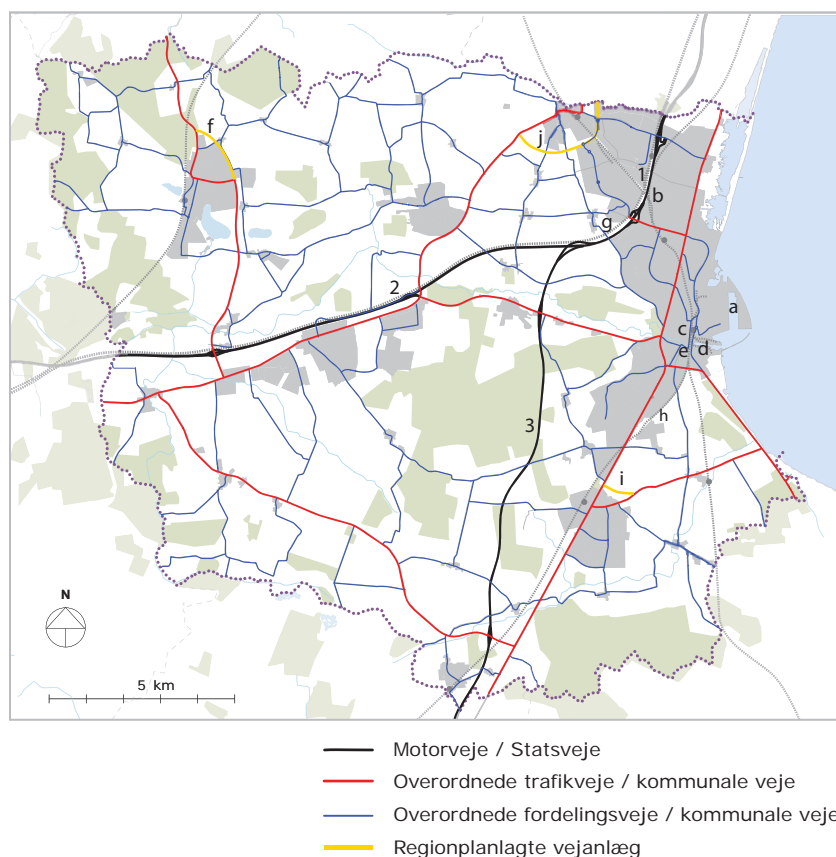 f
j
1
b
g
2
a
c
d
e
h
3
i
N
5 km
Motorveje / Statsveje
Overordnede trafikveje / kommunale veje
Overordnede fordelingsveje / kommunale veje
Regionplanlagte vejanlæg